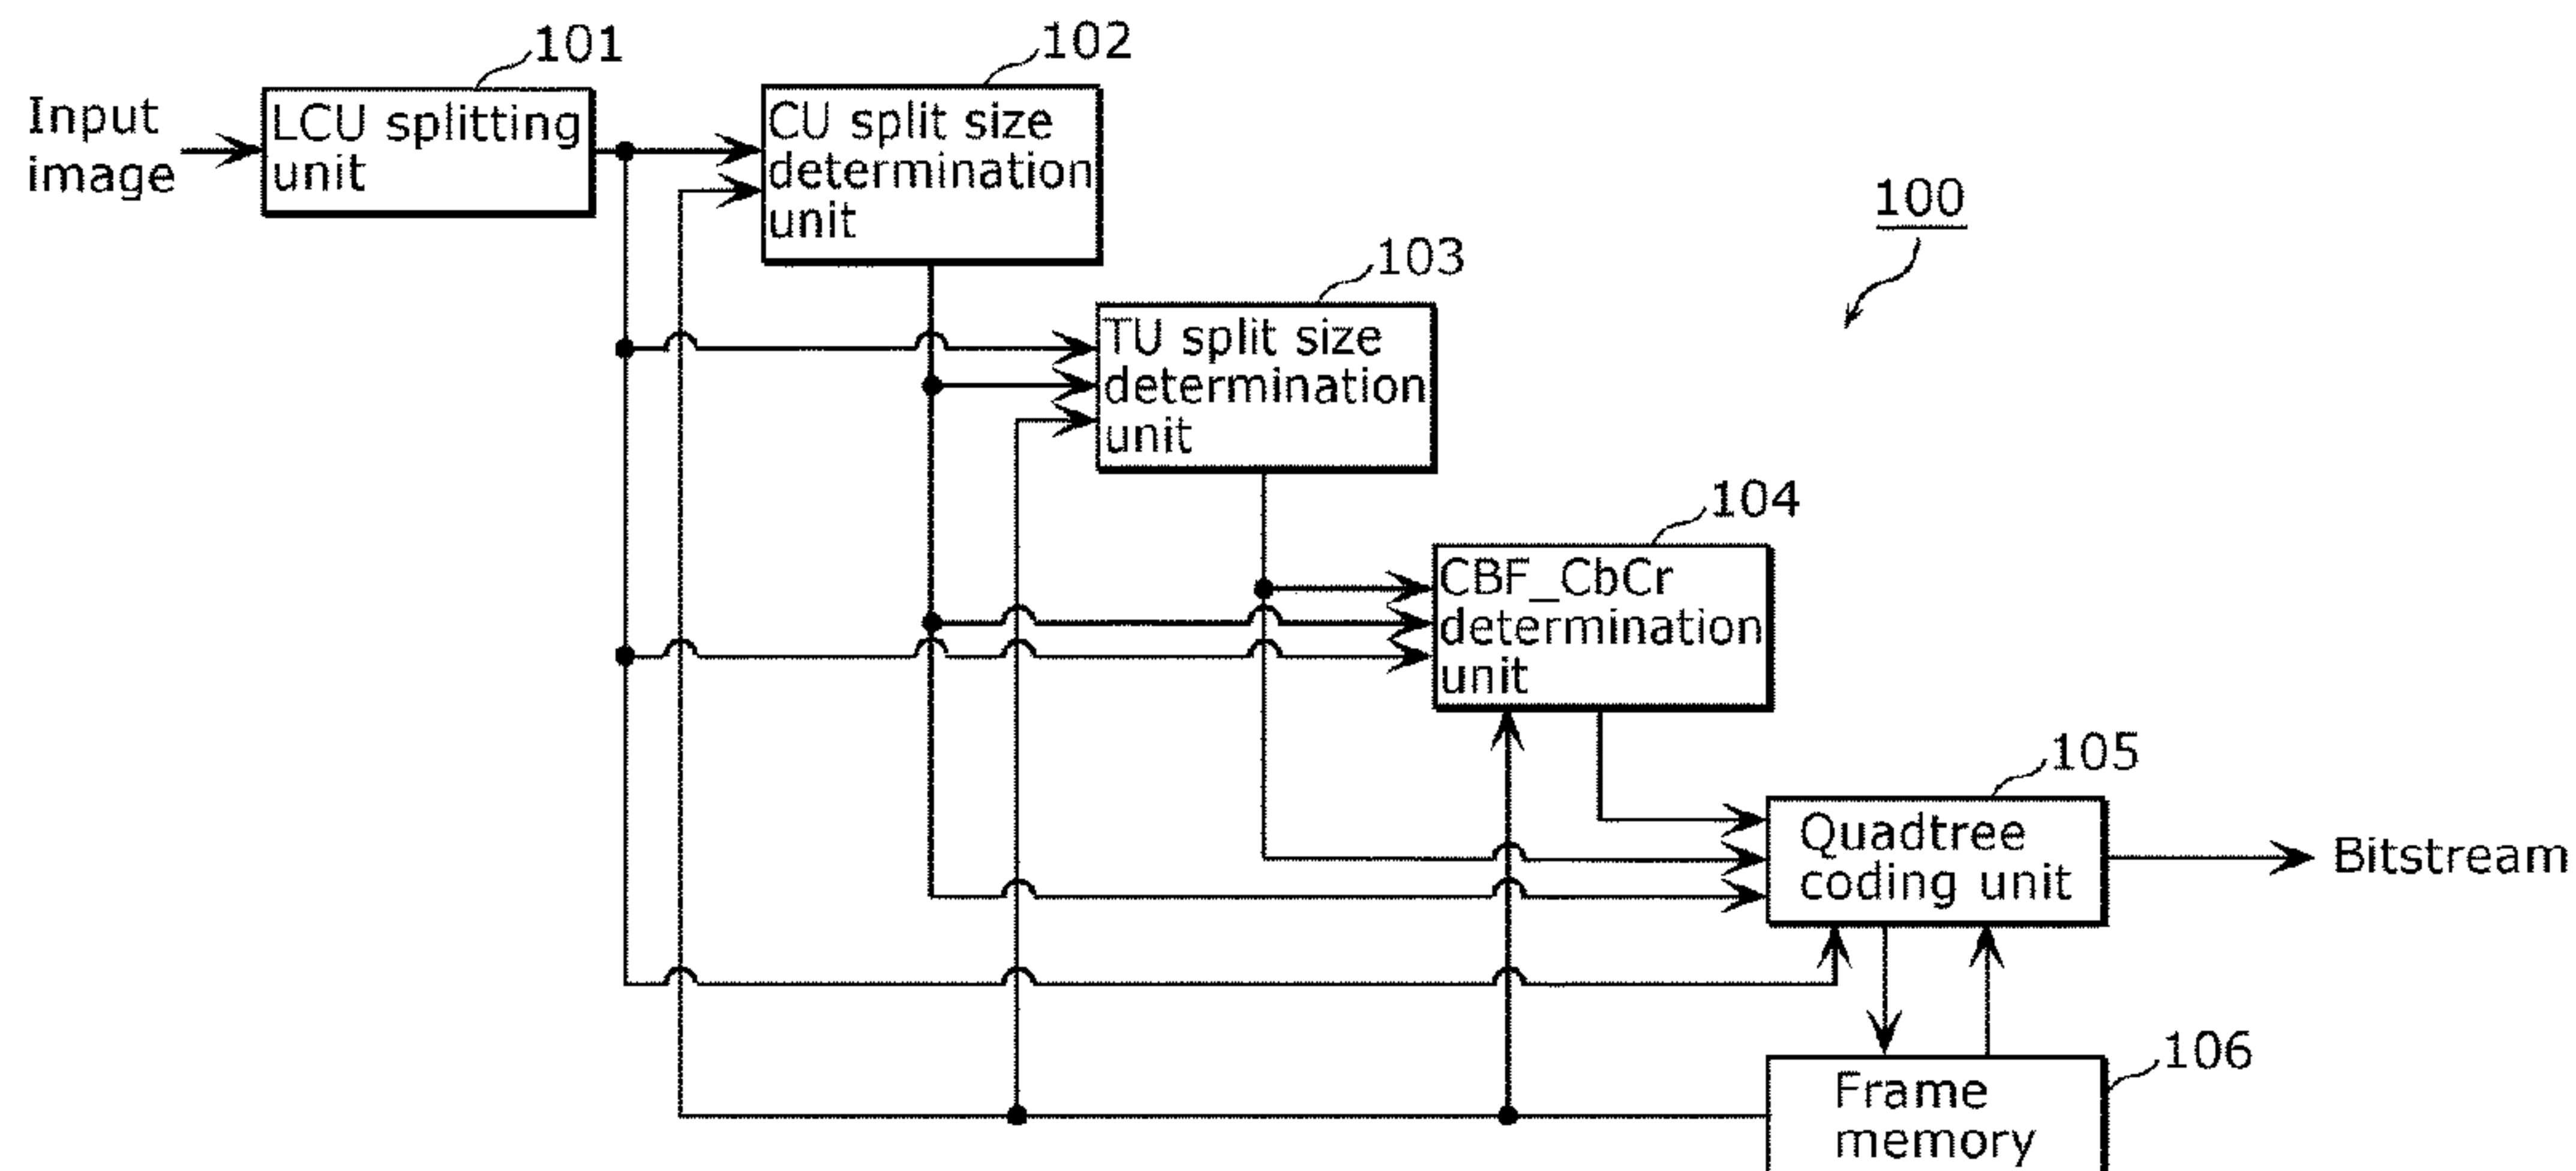 101
102
Input
image
LCU splitting
unit
CU split size
determination
unit
100
103
TU split size
determination
unit
104
CBF_CbCr
determination
unit
105
Quadtree
coding unit
Bitstream
106
Frame
memory